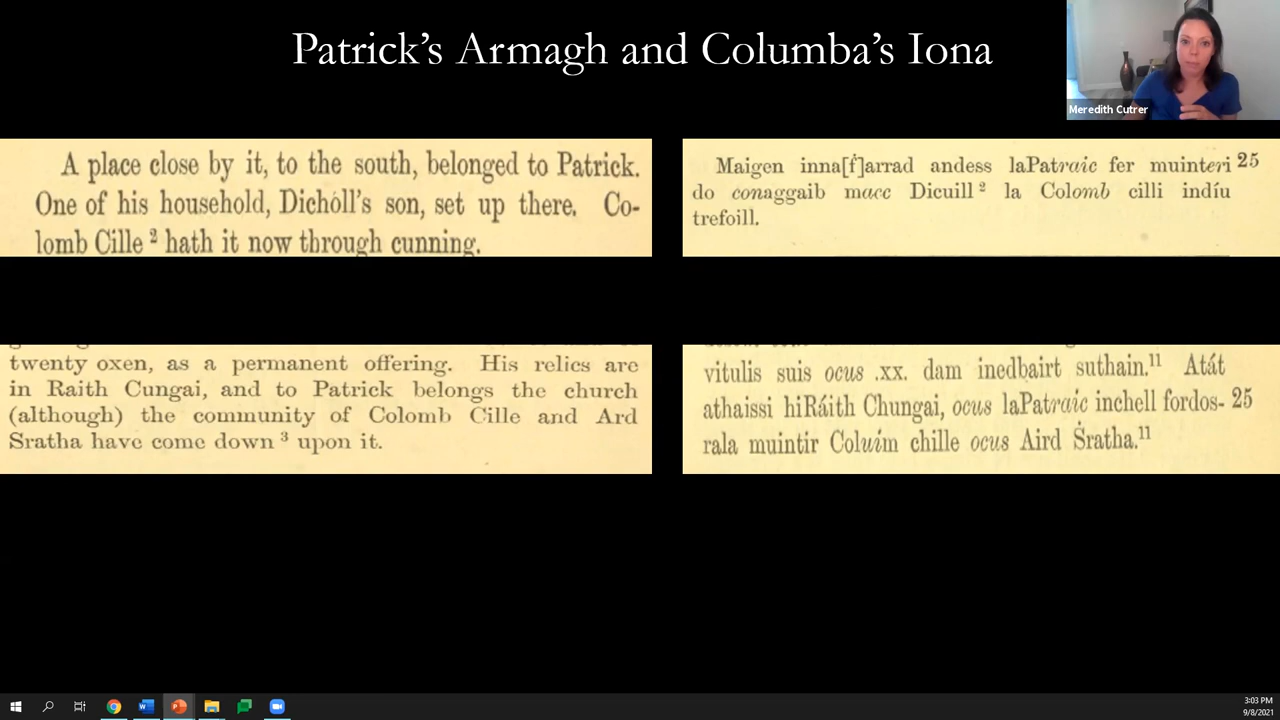 Patrick's Armagh and Columba's Iona
Meredith Cutrer
A place close by it, to the south, belonged to Patrick.
One of his household, Dichóll's son, set up there. Co-
lomb Cille ² hath it now through cunning.
Maigen inna[f]arrad andess laPatraic fer muinteri 25
do conaggaib macc Dicuill ² la Colomb cilli indíu
trefoill.
twenty oxen, as a permanent offering. His relics are
in Raith Cungai, and to Patrick belongs the church
(although) the community of Colomb Cille and Ard
Sratha have come down ³ upon it.
vitulis suis ocus .xx. dam inedbairt suthain.¹¹ Atát
athaissi hiRáith Chungai, ocus laPatraic inchell fordos- 25
rala muintir Coluim chille ocus Aird Ṡratha.¹¹
3:03 PM
9/8/2021